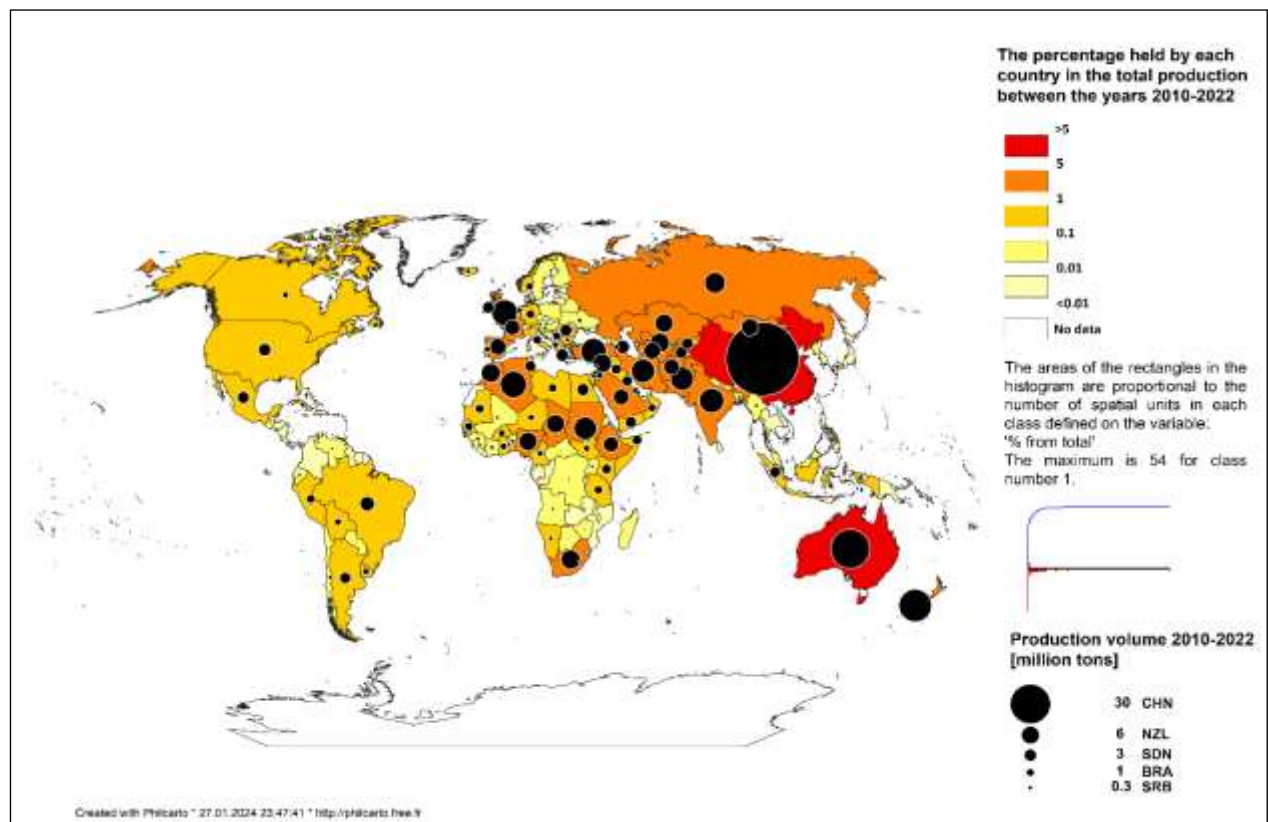 The percentage held by each
country in the total production
between the years 2010-2022
>5
5
1
0.1
0.01
<0.01
No data
The areas of the rectangles in the
histogram are proportional to the
number of spatial units in each
class defined on the variable:
'% from total'
The maximum is 54 for class
number 1.
Production volume 2010-2022
[million tons]
30 CHN
6 NZL
3 SDN
1 BRA
0.3 SRB
Created with Philcarto * 27.01.2024 23:47:41 * http://philcarto.free.fr